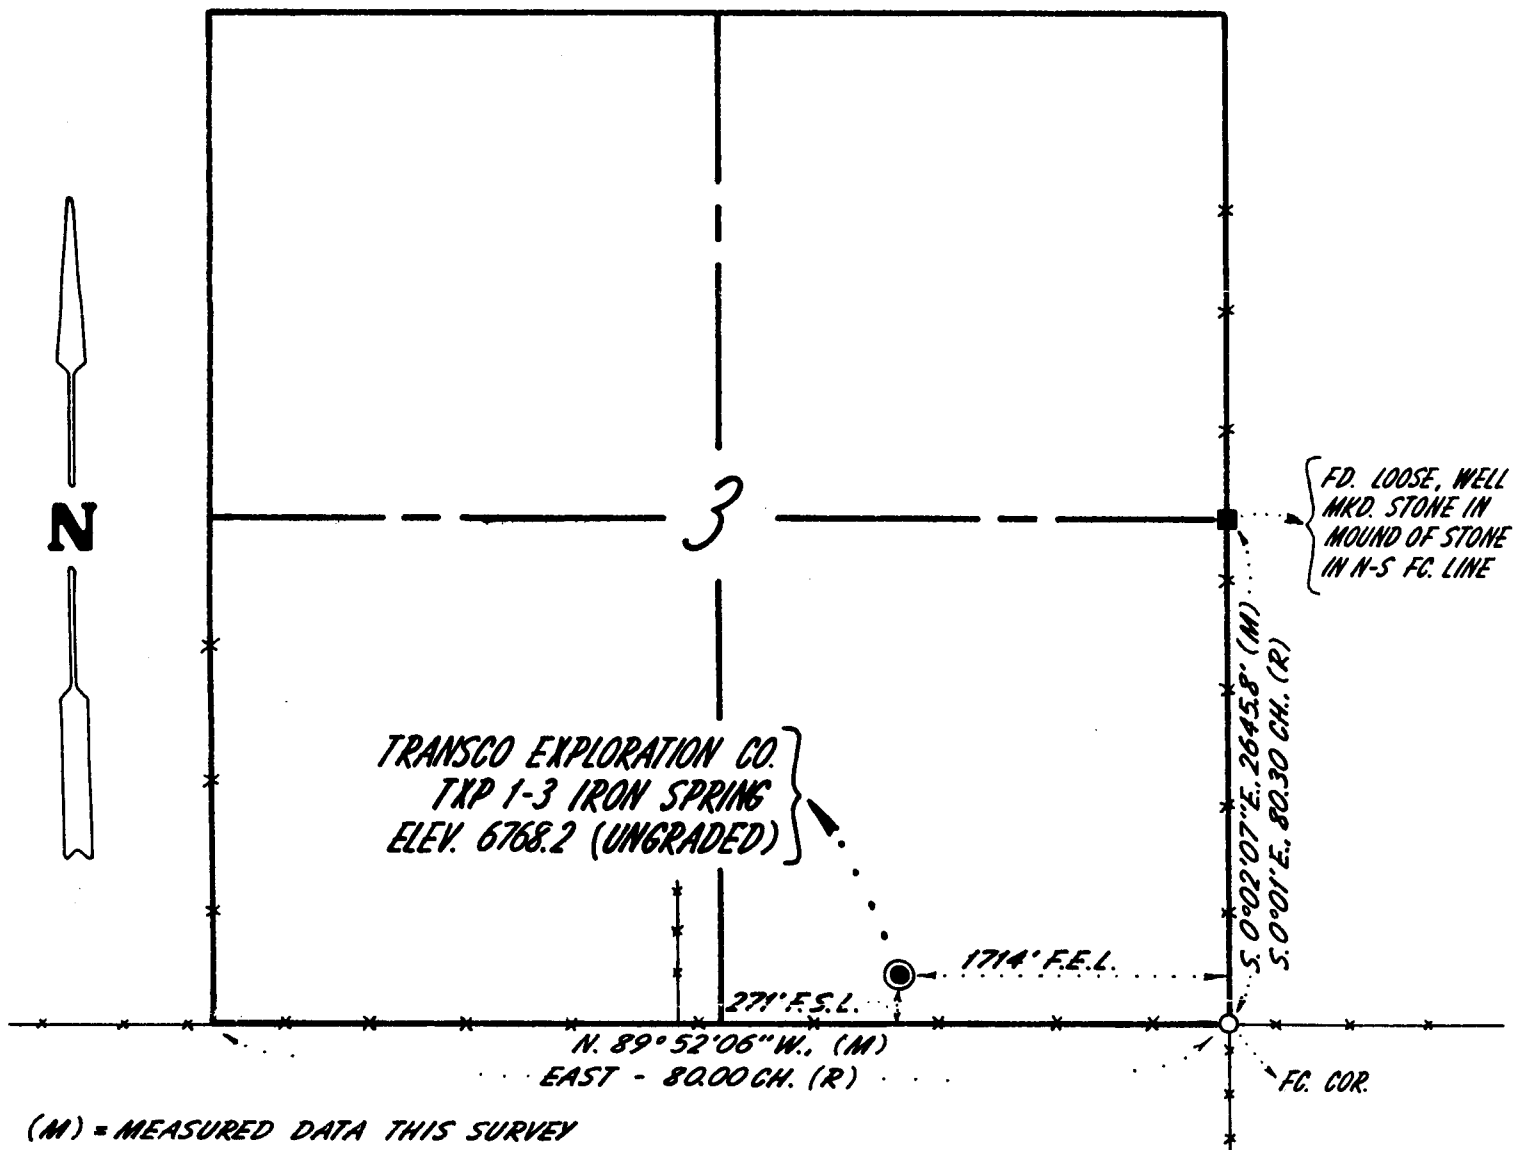 3
N
FD. LOOSE, WELL
MKD. STONE IN
MOUND OF STONE
IN N-S FC. LINE
S. 0°02'07"E., 2645.8' (M)
S. 0°01' E., 80.30 CH., (R)
TRANSCO EXPLORATION CO.
TXP 1-3 IRON SPRING
ELEV. 6768.2 (UNGRADED)
1714' F.E.L.
271' F.S.L.
N. 89°52'06" W., (M)
EAST - 80.00 CH. (R)
FC. COR.
(M) = MEASURED DATA THIS SURVEY